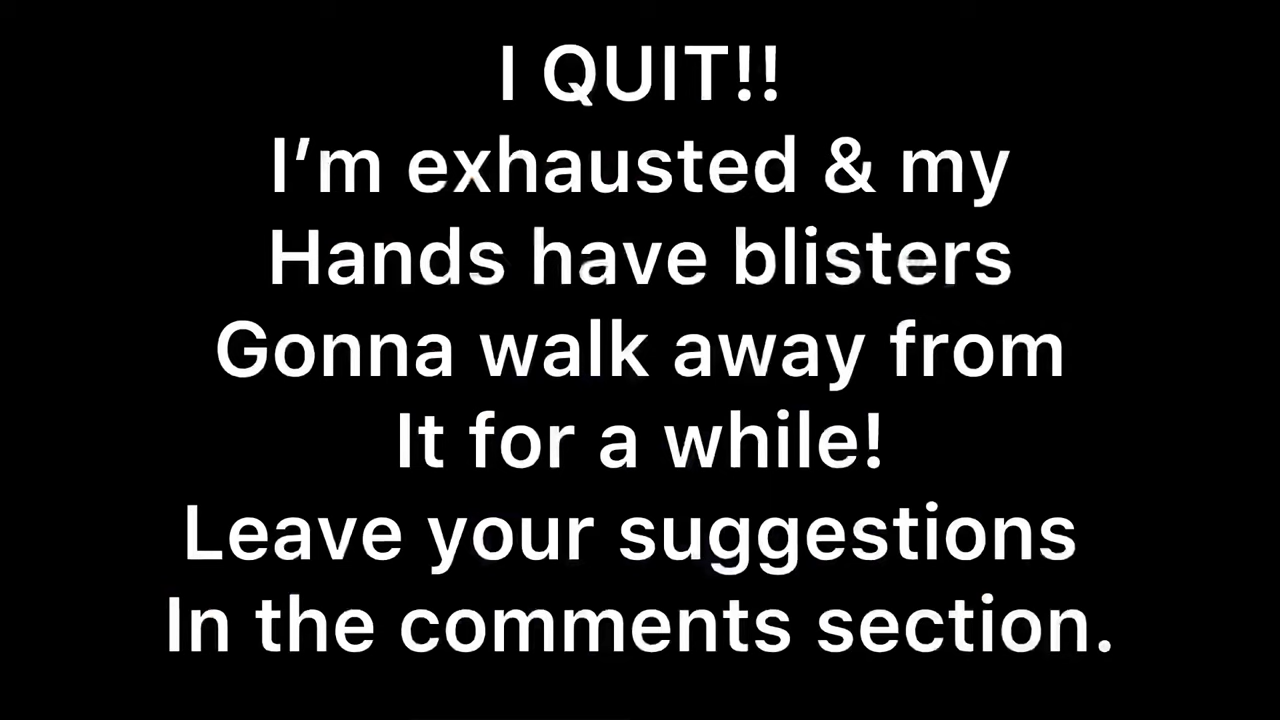 I QUIT!!
I’m exhausted & my
Hands have blisters
Gonna walk away from
It for a while!
Leave your suggestions
In the comments section.